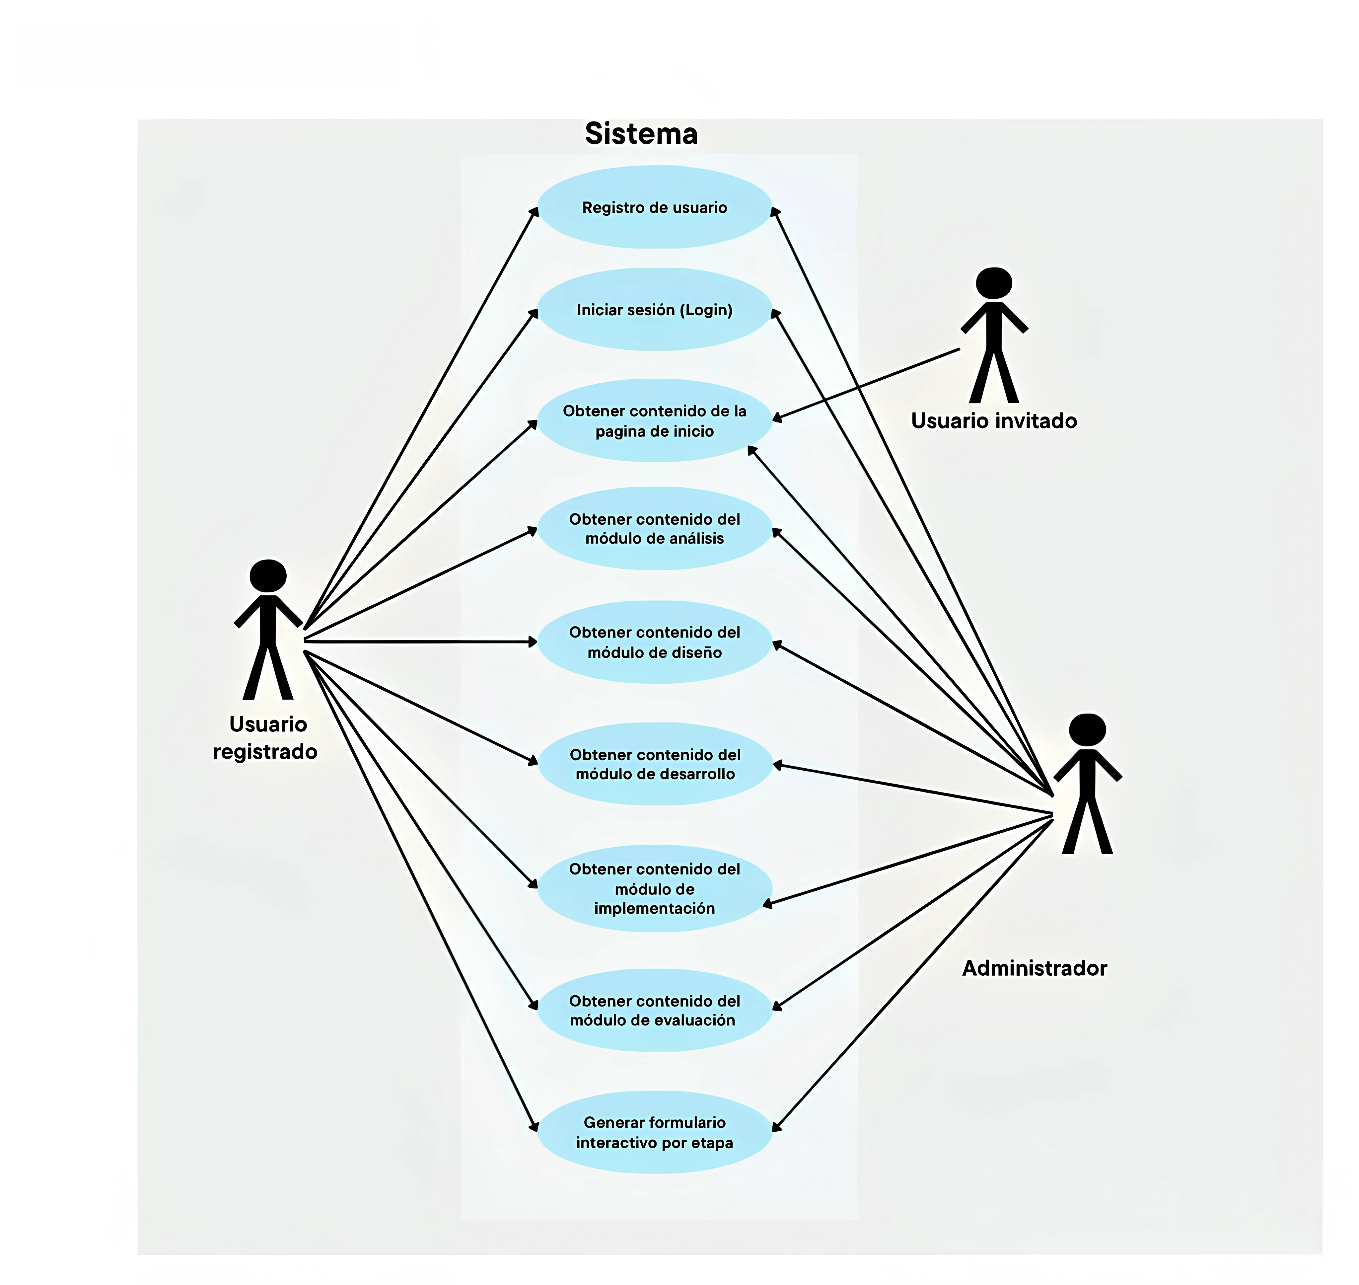 Sistema
Registro de usuario
Iniciar sesión (Login)
Obtener contenido de la
pagina de inicio
Usuario invitado
Obtener contenido del
módulo de análisis
Obtener contenido del
módulo de diseño
Usuario
registrado
Obtener contenido del
módulo de desarrollo
Obtener contenido del
módulo de
implementación
Administrador
Obtener contenido del
módulo de evaluación
Generar formulario
interactivo por etapa